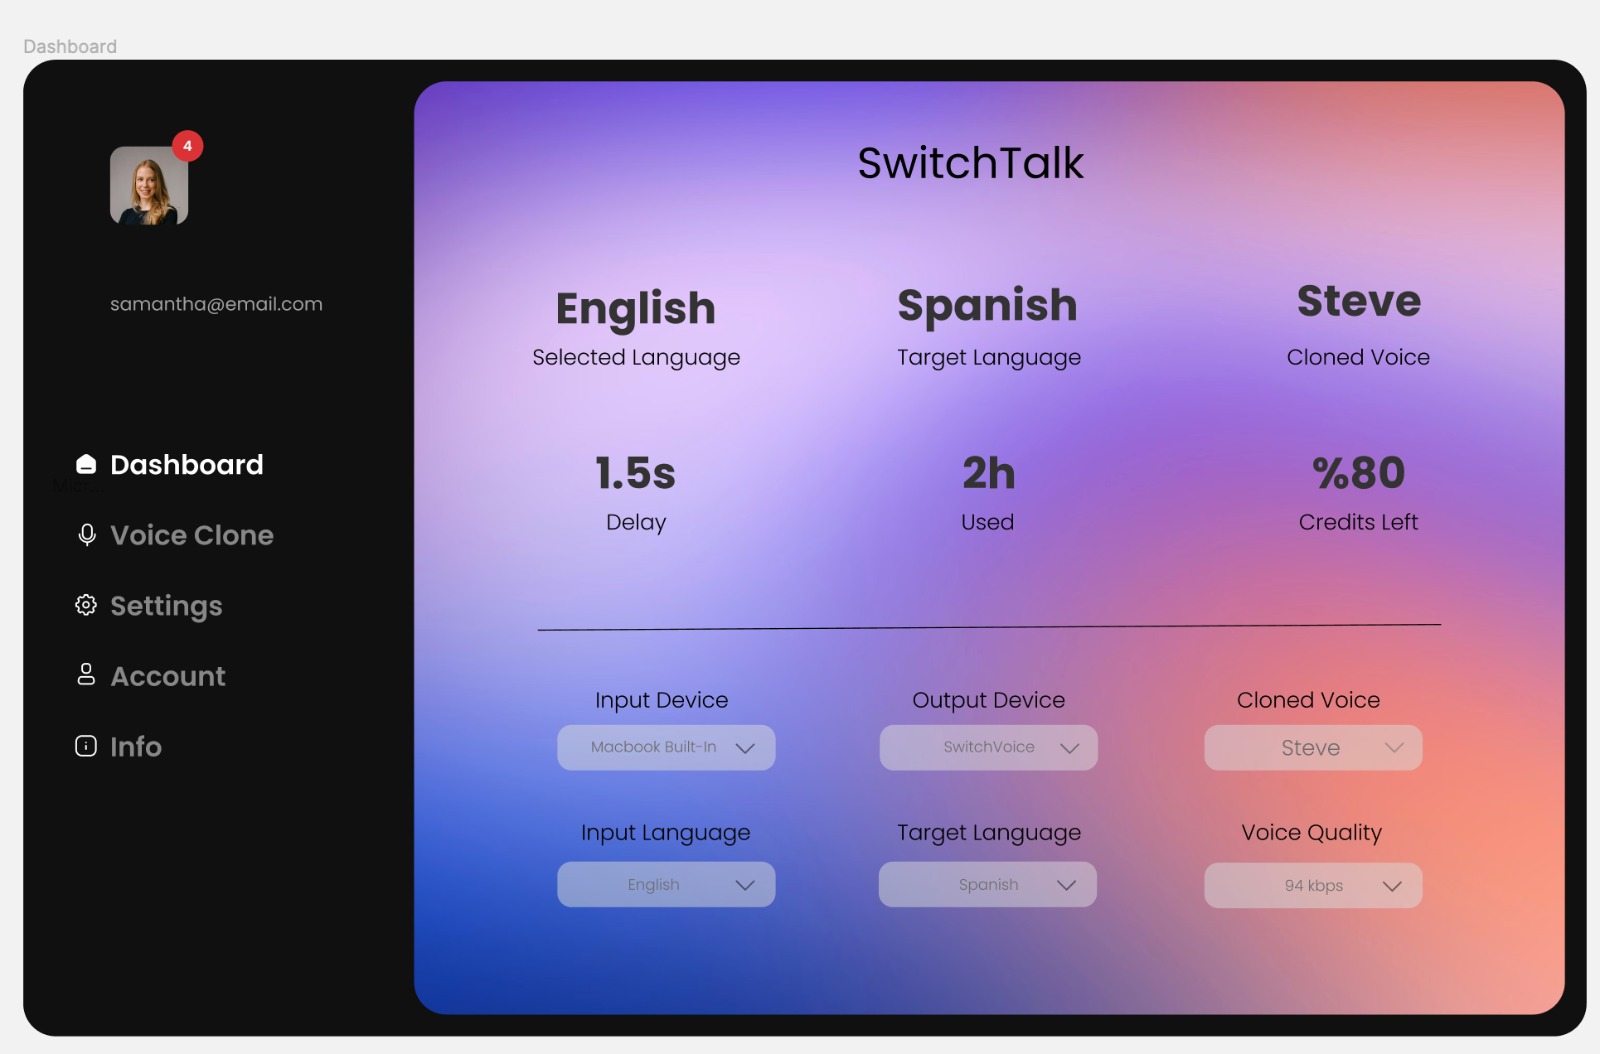 Dashboard
4
samantha@email.com
Dashboard
Voice Clone
Settings
Account
Info
SwitchTalk
English
Selected Language
Spanish
Target Language
Steve
Cloned Voice
1.5s
Delay
2h
Used
%80
Credits Left
Input Device
Macbook Built-In
Output Device
SwitchVoice
Cloned Voice
Steve
Input Language
English
Target Language
Spanish
Voice Quality
94 kbps